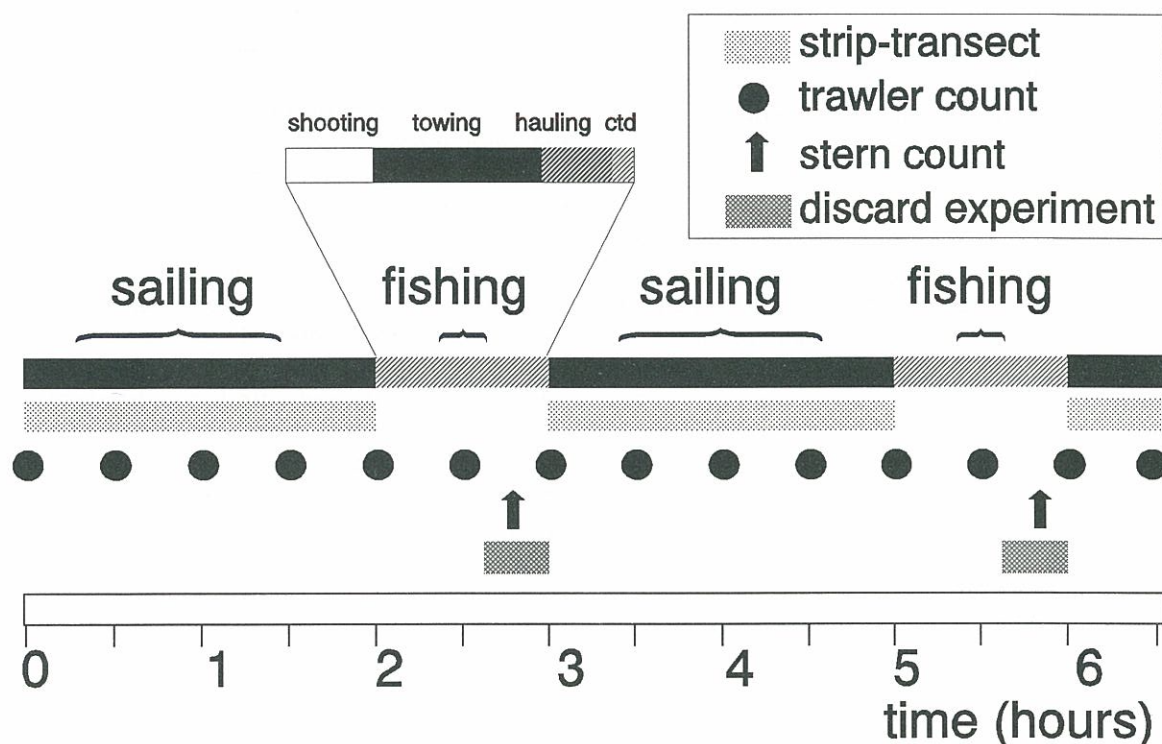 strip-transect
trawler count
stern count
discard experiment
shooting towing hauling ctd
sailing fishing sailing fishing
0 1 2 3 4 5 6
time (hours)